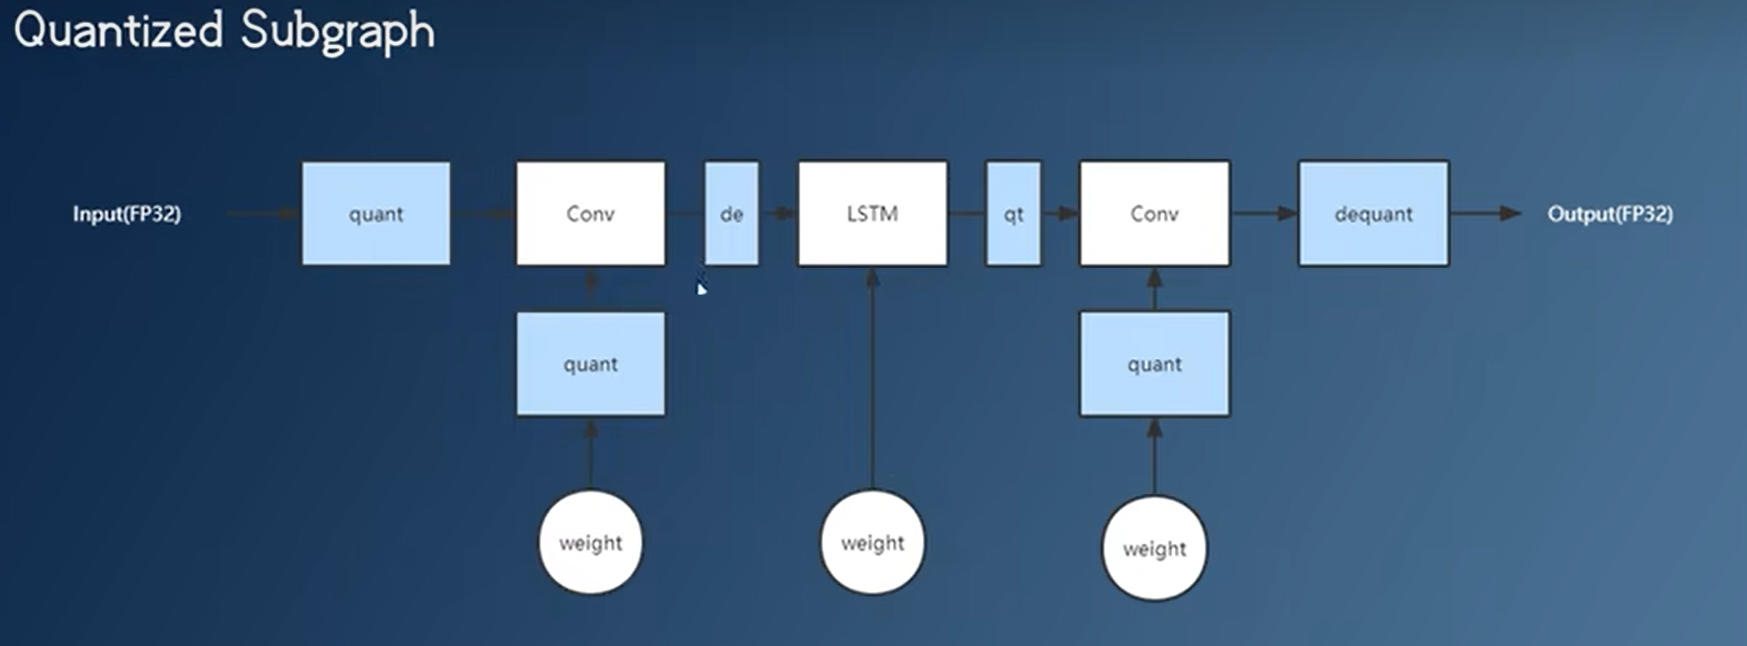 Quantized Subgraph
Input(FP32) quant Conv de LSTM qt Conv dequant Output(FP32)
quant quant
weight weight weight